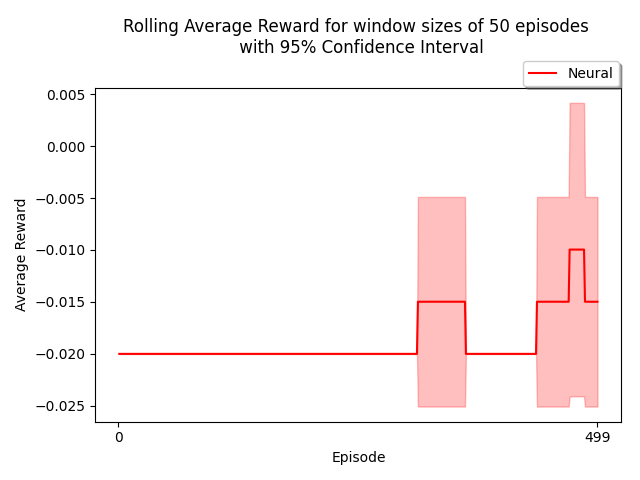 Rolling Average Reward for window sizes of 50 episodes
with 95% Confidence Interval
Neural
0.005
0.000
−0.005
−0.010
−0.015
−0.020
−0.025
Average Reward
0
499
Episode